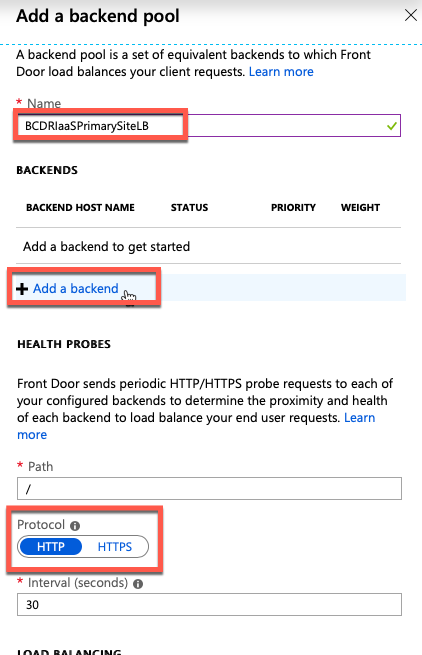 Add a backend pool
A backend pool is a set of equivalent backends to which Front
Door load balances your client requests. Learn more
* Name
BCDRIaaSPrimarySiteLB
BACKENDS
BACKEND HOST NAME STATUS PRIORITY WEIGHT
Add a backend to get started
+ Add a backend
HEALTH PROBES
Front Door sends periodic HTTP/HTTPS probe requests to each of
your configured backends to determine the proximity and health
of each backend to load balance your end user requests. Learn
more
* Path
/
Protocol
HTTP HTTPS
* Interval (seconds)
30
LOAD BALANCING